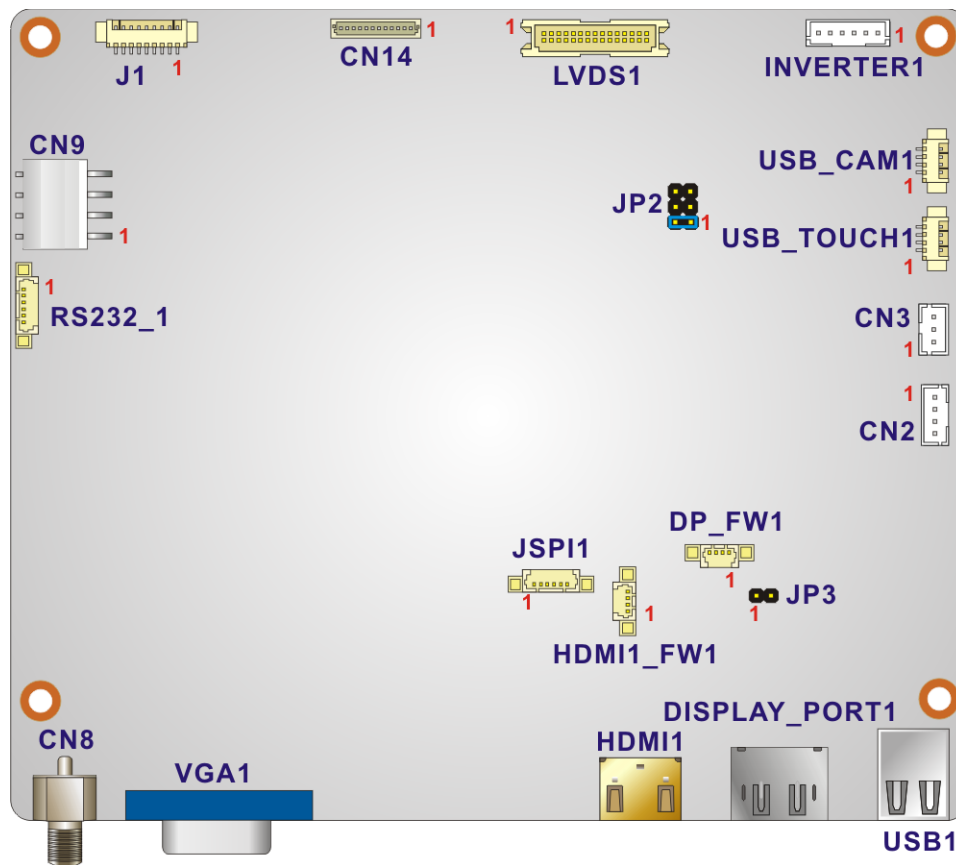 1
CN14
1
1
LVDS1
1
INVERTER1
1
J1
CN9
1
USB_CAM1
1
JP2
1
USB_TOUCH1
1
1
RS232_1
CN3
1
1
CN2
DP_FW1
1
JSPI1
1
JP3
1
1
HDMI1_FW1
DISPLAY_PORT1
HDMI1
CN8
VGA1
USB1